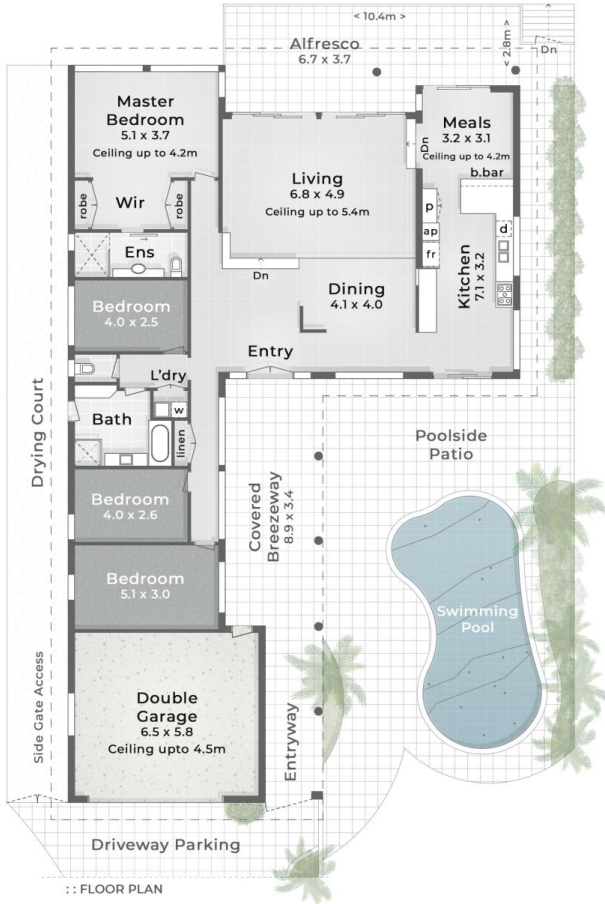 < 10.4m >
Alfresco
6.7 x 3.7
< 2.8m >
Dn
Master
Bedroom
5.1 x 3.7
Ceiling up to 4.2m
robe
Wir
robe
Ens
Living
6.8 x 4.9
Ceiling up to 5.4m
Dn
Meals
3.2 x 3.1
Ceiling up to 4.2m
b.bar
p
ap
fr
d
Kitchen
7.1 x 3.2
Dn
Dining
4.1 x 4.0
Bedroom
4.0 x 2.5
Entry
L'dry
w
Bath
linen
Drying Court
Bedroom
4.0 x 2.6
Covered
Breezeway
8.9 x 3.4
Poolside
Patio
Bedroom
5.1 x 3.0
Swimming
Pool
Double
Garage
6.5 x 5.8
Ceiling upto 4.5m
Side Gate Access
Entryway
Driveway Parking
:: FLOOR PLAN